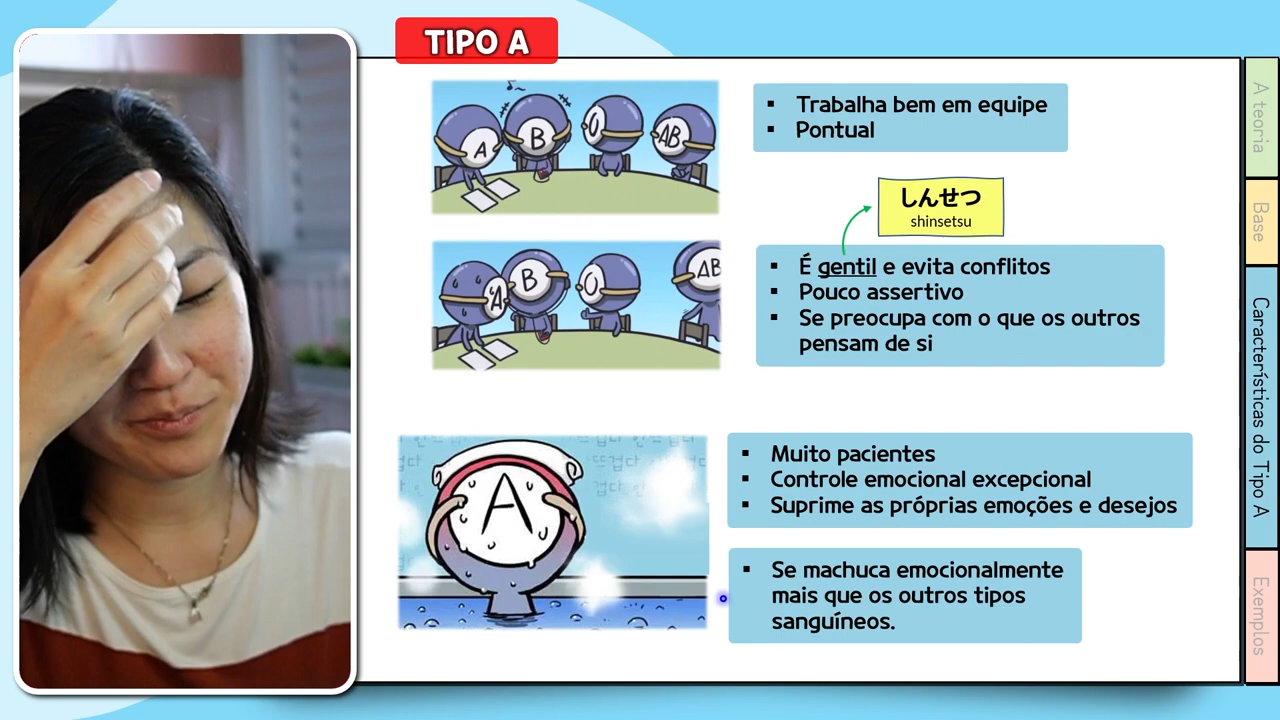 TIPO A
A
B
O
AB
▪ Trabalha bem em equipe
▪ Pontual
しんせつ
shinsetsu
A
B
O
AB
▪ É gentil e evita conflitos
▪ Pouco assertivo
▪ Se preocupa com o que os outros
pensam de si
A
▪ Muito pacientes
▪ Controle emocional excepcional
▪ Suprime as próprias emoções e desejos
▪ Se machuca emocionalmente
mais que os outros tipos
sanguíneos.
A teoria
Base
Características do Tipo A
Exemplos